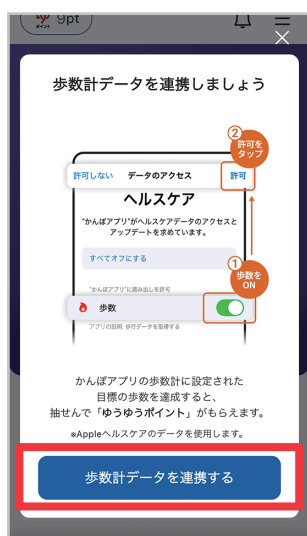 9pt
ポイント
歩数計データを連携しましょう
②
許可を
タップ
許可しない データのアクセス 許可
ヘルスケア
"かんぽアプリ"がヘルスケアデータのアクセスと
アップデートを求めています。
すべてオフにする
①
歩数を
ON
"かんぽアプリ"に読み出しを許可
歩数
アプリの説明: 歩行データを取得する
かんぽアプリの歩数計に設定された
目標の歩数を達成すると、
抽せんで「ゆうゆうポイント」がもらえます。
※Appleヘルスケアのデータを使用します。
歩数計データを連携する